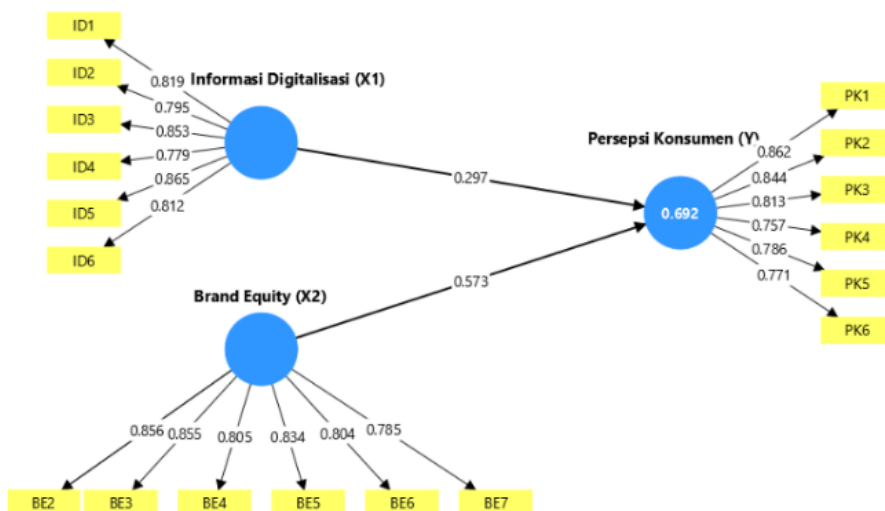 ID1
ID2
ID3
ID4
ID5
ID6
0.819
0.795
0.853
0.779
0.865
0.812
Informasi Digitalisasi (X1)
0.297
Persepsi Konsumen (Y)
0.692
0.862
0.844
0.813
0.757
0.786
0.771
PK1
PK2
PK3
PK4
PK5
PK6
Brand Equity (X2)
0.573
0.856
0.855
0.805
0.834
0.804
0.785
BE2
BE3
BE4
BE5
BE6
BE7